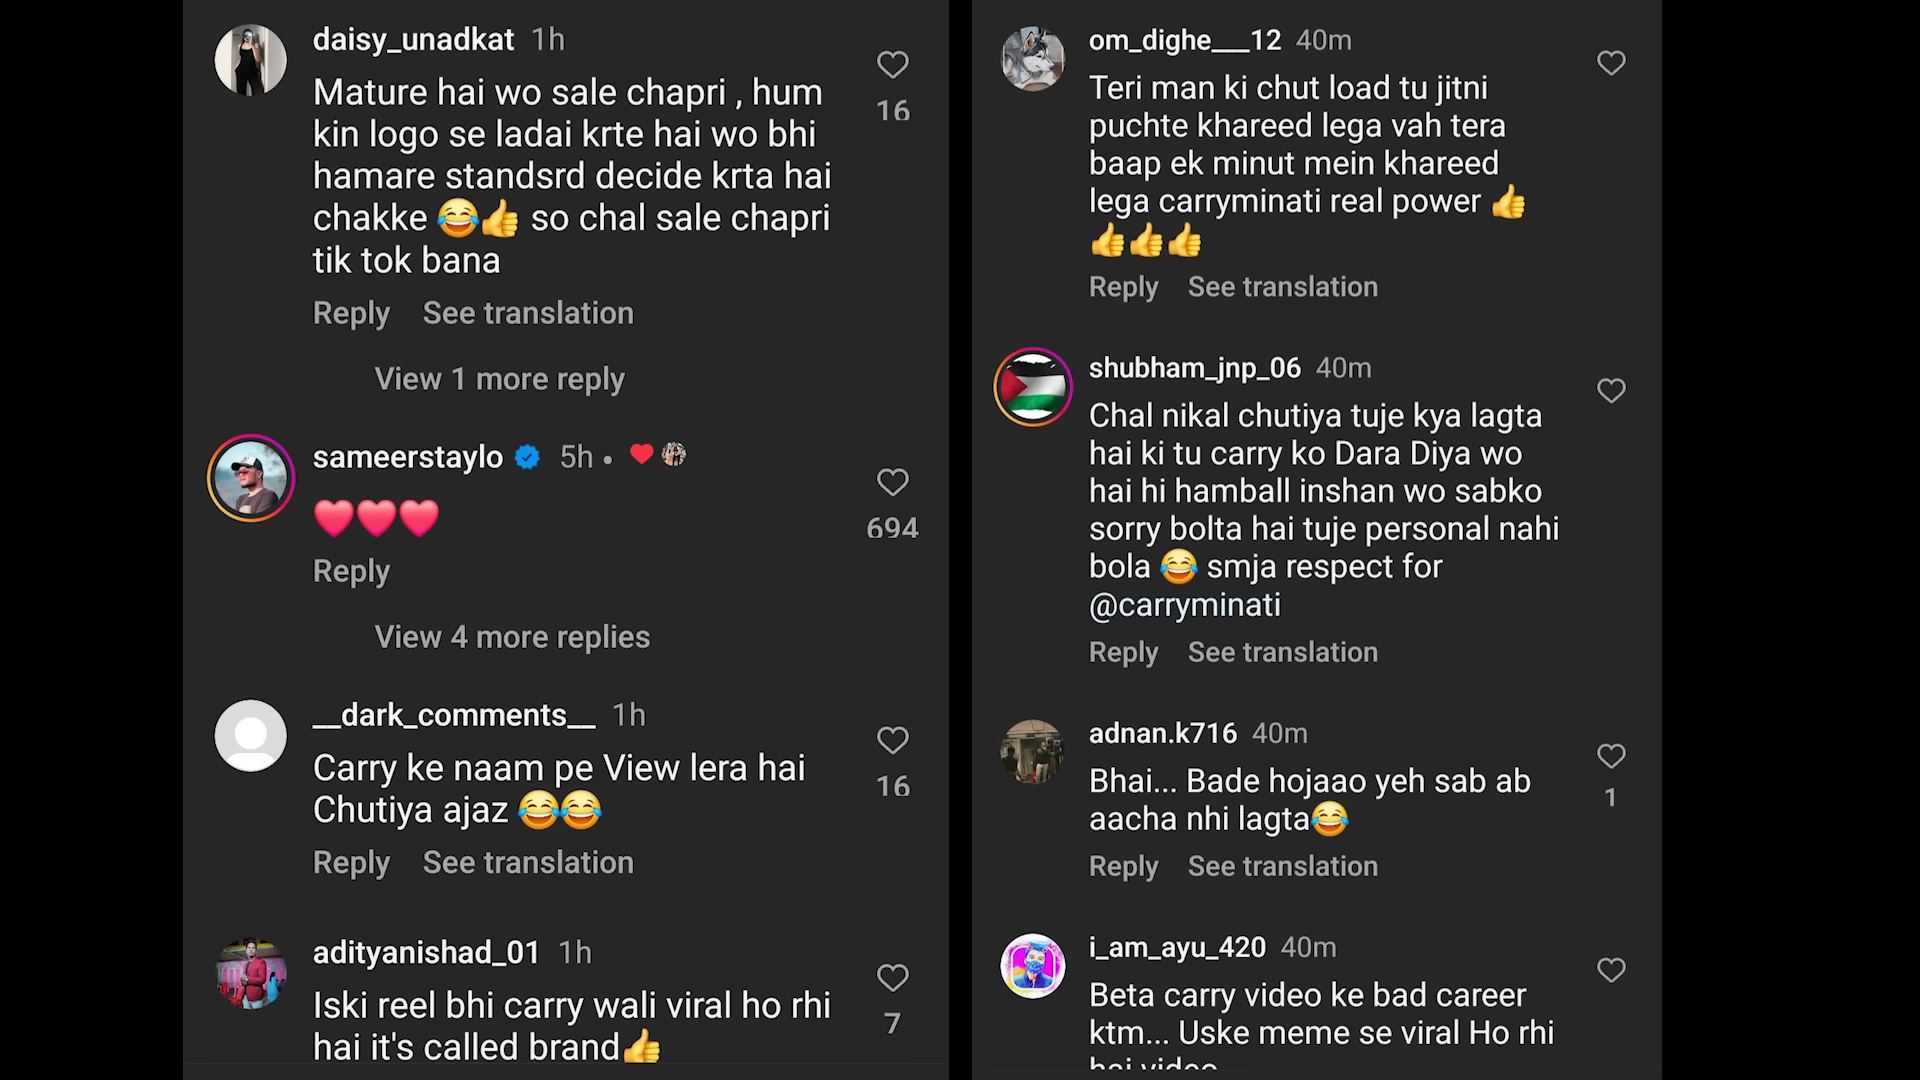 daisy_unadkat 1h
Mature hai wo sale chapri , hum
kin logo se ladai krte hai wo bhi
hamare standsrd decide krta hai
chakke 😂👍 so chal sale chapri
tik tok bana
16
Reply See translation
View 1 more reply
sameerstaylo 5h •
❤❤❤
694
Reply
View 4 more replies
__dark_comments__ 1h
Carry ke naam pe View lera hai
Chutiya ajaz 😂😂
16
Reply See translation
adityanishad_01 1h
Iski reel bhi carry wali viral ho rhi
hai it's called brand👍
7
om_dighe___12 40m
Teri man ki chut load tu jitni
puchte khareed lega vah tera
baap ek minut mein khareed
lega carryminati real power 👍
👍👍👍
Reply See translation
shubham_jnp_06 40m
Chal nikal chutiya tuje kya lagta
hai ki tu carry ko Dara Diya wo
hai hi hamball inshan wo sabko
sorry bolta hai tuje personal nahi
bola 😂 smja respect for
@carryminati
Reply See translation
adnan.k716 40m
Bhai... Bade hojaao yeh sab ab
aacha nhi lagta😂
1
Reply See translation
i_am_ayu_420 40m
Beta carry video ke bad career
ktm... Uske meme se viral Ho rhi
hai video